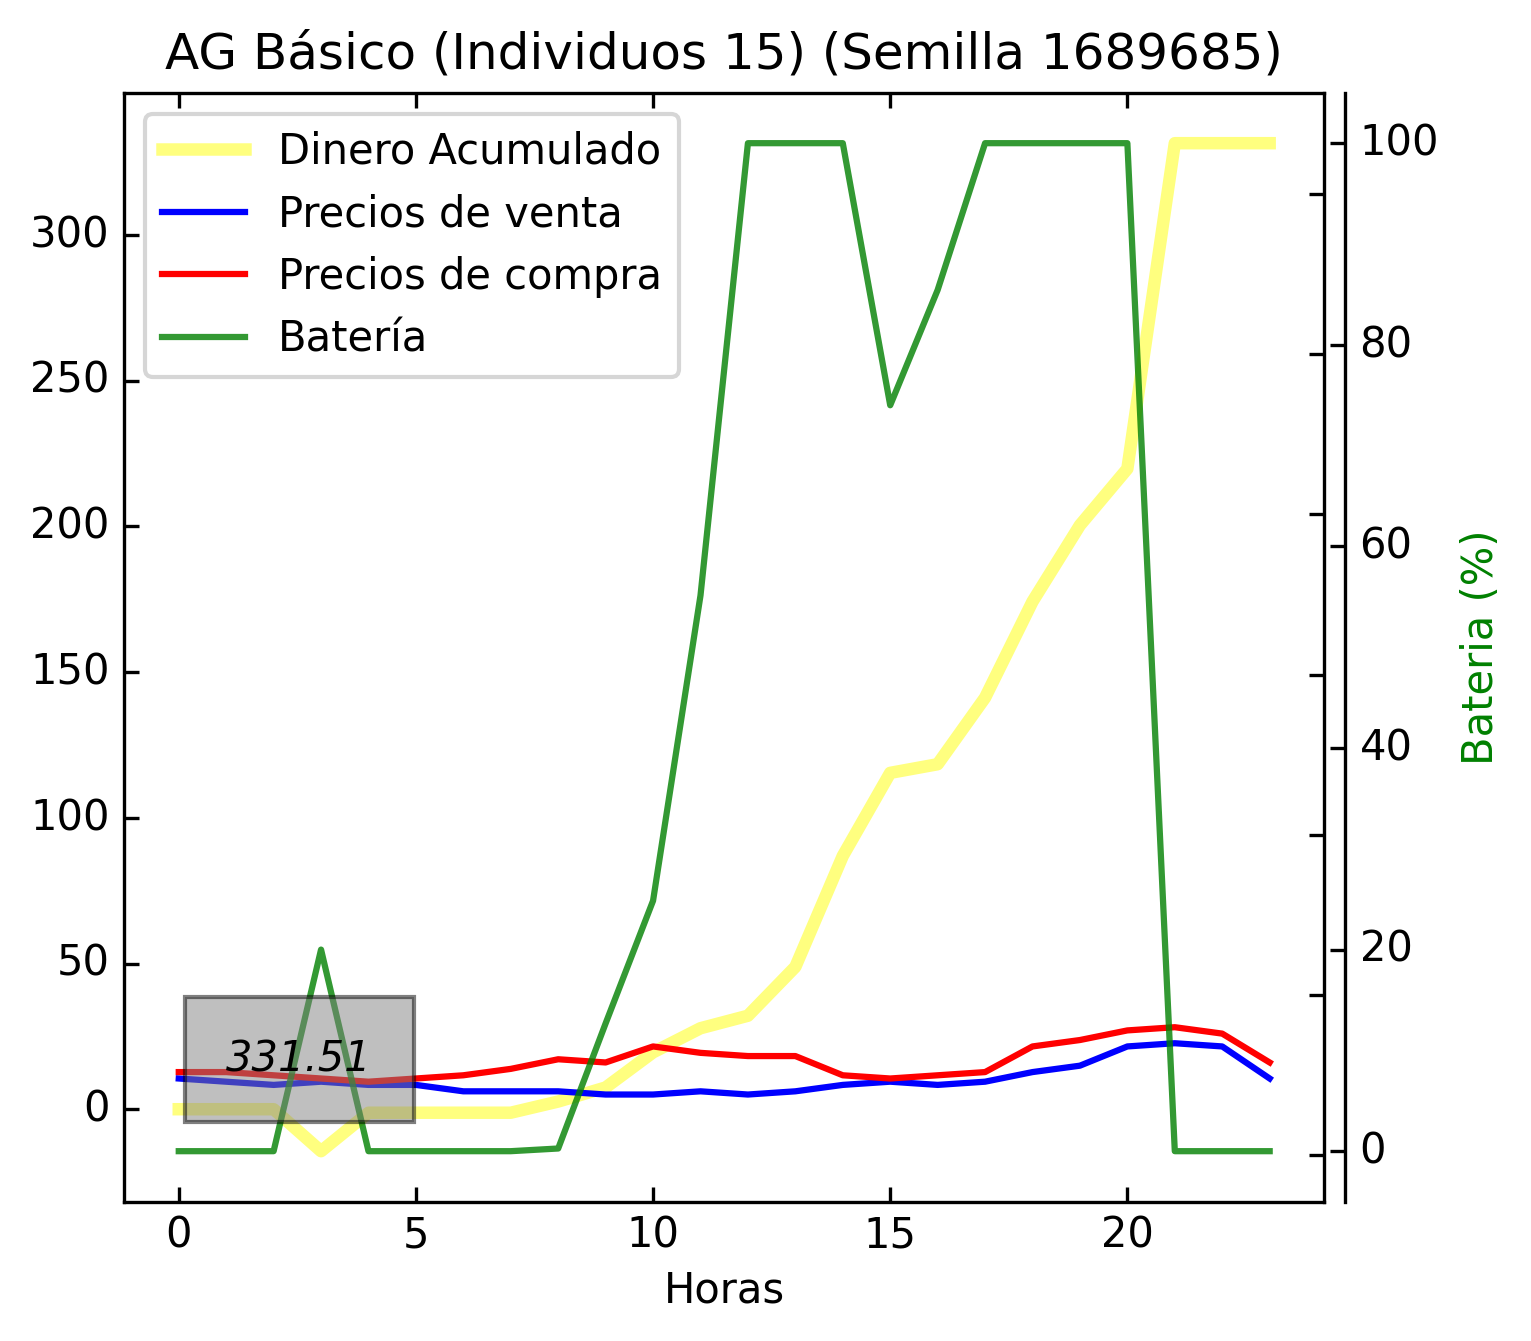 AG Básico (Individuos 15) (Semilla 1689685)
Dinero Acumulado
Precios de venta
Precios de compra
Batería
300
250
200
150
100
50
0
331.51
100
80
60
40
20
0
Bateria (%)
0 5 10 15 20
Horas